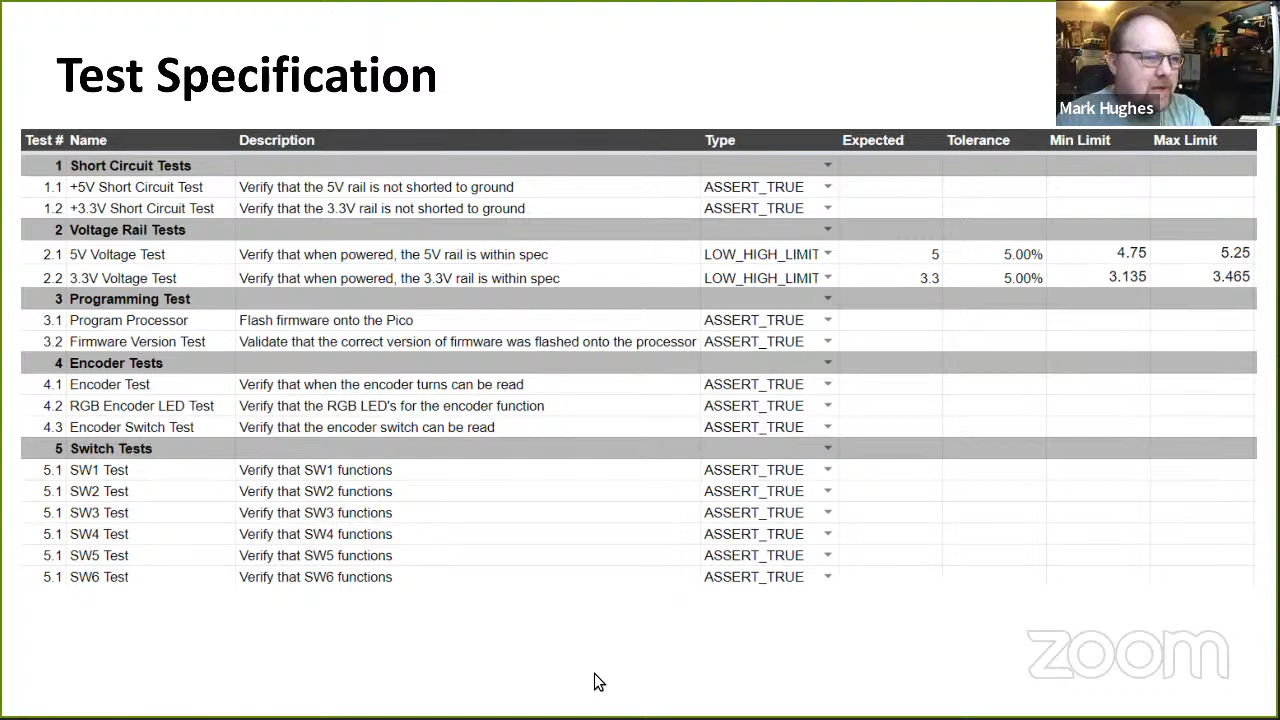 Test Specification
Mark Hughes
Test # Name Description Type Expected Tolerance Min Limit Max Limit
1 Short Circuit Tests
1.1 +5V Short Circuit Test Verify that the 5V rail is not shorted to ground ASSERT_TRUE
1.2 +3.3V Short Circuit Test Verify that the 3.3V rail is not shorted to ground ASSERT_TRUE
2 Voltage Rail Tests
2.1 5V Voltage Test Verify that when powered, the 5V rail is within spec LOW_HIGH_LIMIT 5 5.00% 4.75 5.25
2.2 3.3V Voltage Test Verify that when powered, the 3.3V rail is within spec LOW_HIGH_LIMIT 3.3 5.00% 3.135 3.465
3 Programming Test
3.1 Program Processor Flash firmware onto the Pico ASSERT_TRUE
3.2 Firmware Version Test Validate that the correct version of firmware was flashed onto the processor ASSERT_TRUE
4 Encoder Tests
4.1 Encoder Test Verify that when the encoder turns can be read ASSERT_TRUE
4.2 RGB Encoder LED Test Verify that the RGB LED's for the encoder function ASSERT_TRUE
4.3 Encoder Switch Test Verify that the encoder switch can be read ASSERT_TRUE
5 Switch Tests
5.1 SW1 Test Verify that SW1 functions ASSERT_TRUE
5.1 SW2 Test Verify that SW2 functions ASSERT_TRUE
5.1 SW3 Test Verify that SW3 functions ASSERT_TRUE
5.1 SW4 Test Verify that SW4 functions ASSERT_TRUE
5.1 SW5 Test Verify that SW5 functions ASSERT_TRUE
5.1 SW6 Test Verify that SW6 functions ASSERT_TRUE
zoom